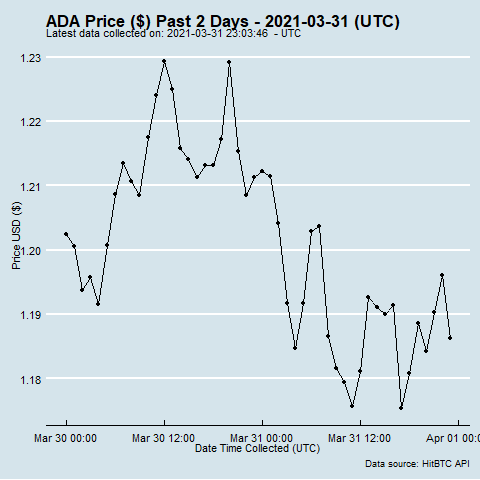 ADA Price ($) Past 2 Days - 2021-03-31 (UTC)
Latest data collected on: 2021-03-31 23:03:46  - UTC
1.23
1.22
1.21
1.20
1.19
1.18
Price USD ($)
Mar 30 00:00 Mar 30 12:00 Mar 31 00:00 Mar 31 12:00 Apr 01 00:00
Date Time Collected (UTC)
Data source: HitBTC API